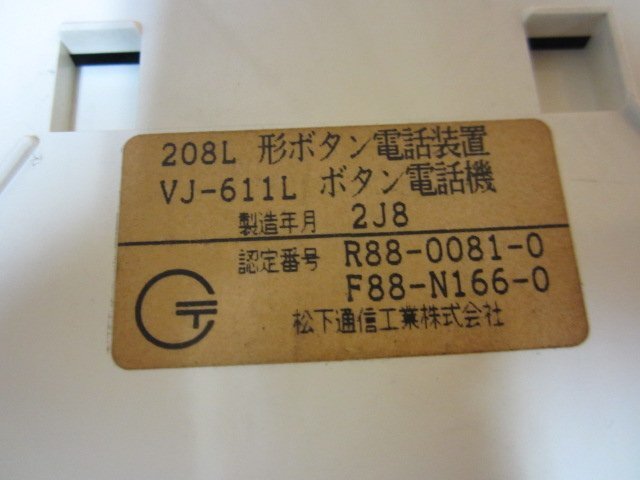 208L 形ボタン電話装置
VJ-611L ボタン電話機
製造年月 2J8
認定番号 R88-0081-0
F88-N166-0
松下通信工業株式会社